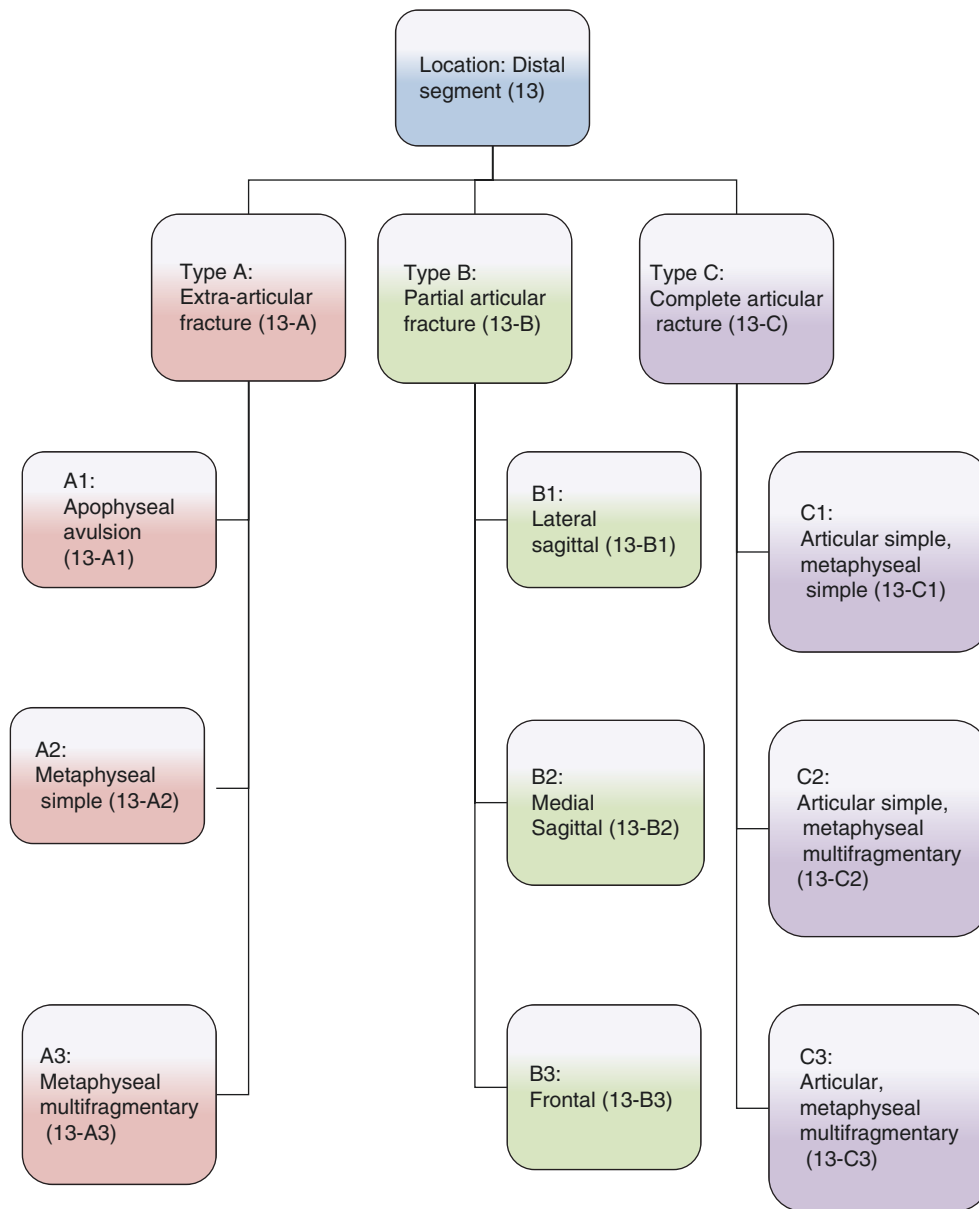 Location: Distal
segment (13)
Type A:
Extra-articular
fracture (13-A)
Type B:
Partial articular
fracture (13-B)
Type C:
Complete articular
racture (13-C)
A1:
Apophyseal
avulsion
(13-A1)
B1:
Lateral
sagittal (13-B1)
C1:
Articular simple,
metaphyseal
simple (13-C1)
A2:
Metaphyseal
simple (13-A2)
B2:
Medial
Sagittal (13-B2)
C2:
Articular simple,
metaphyseal
multifragmentary
(13-C2)
A3:
Metaphyseal
multifragmentary
(13-A3)
B3:
Frontal (13-B3)
C3:
Articular,
metaphyseal
multifragmentary
(13-C3)